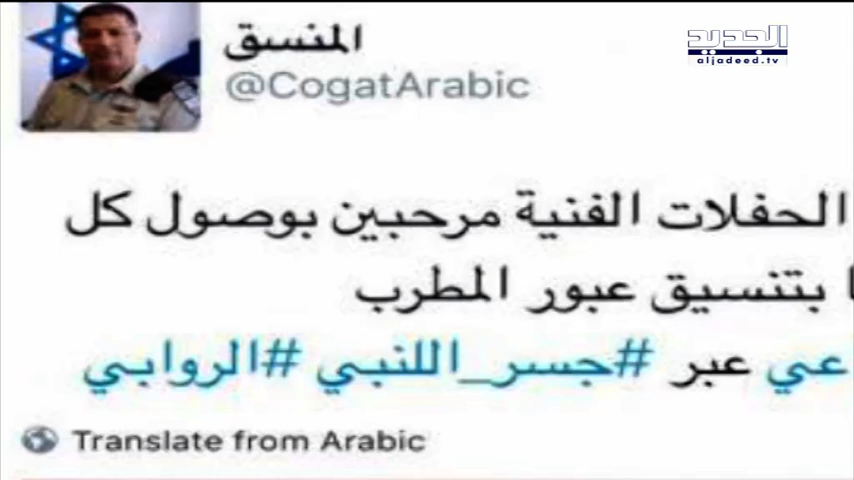 المنسق
الجديد
aljadeed.tv
@CogatArabic
الحفلات الفنية مرحبين بوصول كل
بتنسيق عبور المطرب
عبر #جسر_اللنبي #الروابي
Translate from Arabic